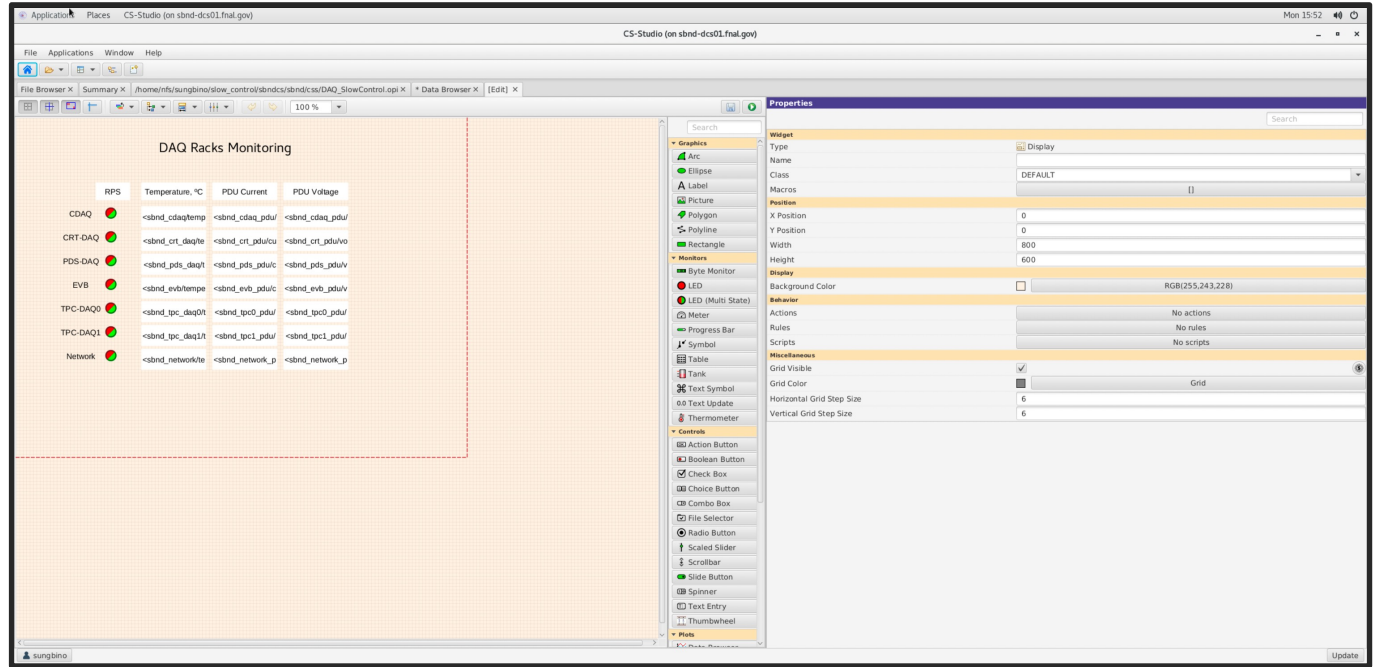 Applications Places CS-Studio (on sbnd-dcs01.fnal.gov) Mon 15:52
CS-Studio (on sbnd-dcs01.fnal.gov)
File Applications Window Help
File Browser Summary /home/nfs/sungbino/slow_control/sbndcs/sbnd/css/DAQ_SlowControl.opi * Data Browser [Edit]
100 %
DAQ Racks Monitoring
RPS Temperature, ºC PDU Current PDU Voltage
CDAQ <sbnd_cdaq/temp <sbnd_cdaq_pdu/ <sbnd_cdaq_pdu/
CRT-DAQ <sbnd_crt_daq/te <sbnd_crt_pdu/cu <sbnd_crt_pdu/vo
PDS-DAQ <sbnd_pds_daq/t <sbnd_pds_pdu/c <sbnd_pds_pdu/v
EVB <sbnd_evb/tempe <sbnd_evb_pdu/c <sbnd_evb_pdu/v
TPC-DAQ0 <sbnd_tpc_daq0/t <sbnd_tpc0_pdu/ <sbnd_tpc0_pdu/
TPC-DAQ1 <sbnd_tpc_daq1/t <sbnd_tpc1_pdu/ <sbnd_tpc1_pdu/
Network <sbnd_network/te <sbnd_network_p <sbnd_network_p
Search
Graphics
Arc
Ellipse
A Label
Picture
Polygon
Polyline
Rectangle
Monitors
Byte Monitor
LED
LED (Multi State)
Meter
Progress Bar
Symbol
Table
Tank
Text Symbol
0.0 Text Update
Thermometer
Controls
Action Button
Boolean Button
Check Box
Choice Button
Combo Box
File Selector
Radio Button
Scaled Slider
Scrollbar
Slide Button
Spinner
Text Entry
Thumbwheel
Plots
Properties
Search
Widget
Type Display
Name
Class DEFAULT
Macros []
Position
X Position 0
Y Position 0
Width 800
Height 600
Display
Background Color RGB(255,243,228)
Behavior
Actions No actions
Rules No rules
Scripts No scripts
Miscellaneous
Grid Visible
Grid Color Grid
Horizontal Grid Step Size 6
Vertical Grid Step Size 6
sungbino Update